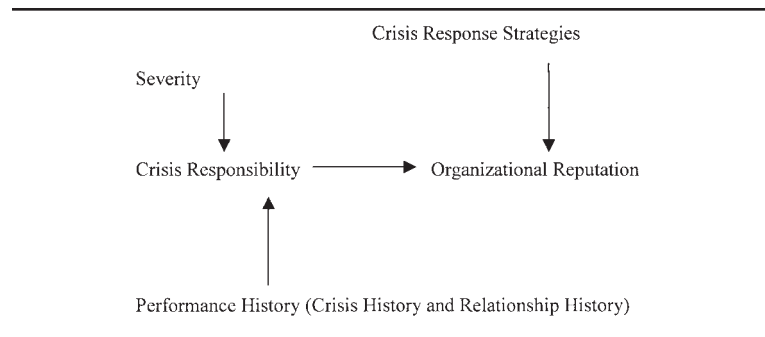 Crisis Response Strategies
Severity
Crisis Responsibility
Organizational Reputation
Performance History (Crisis History and Relationship History)